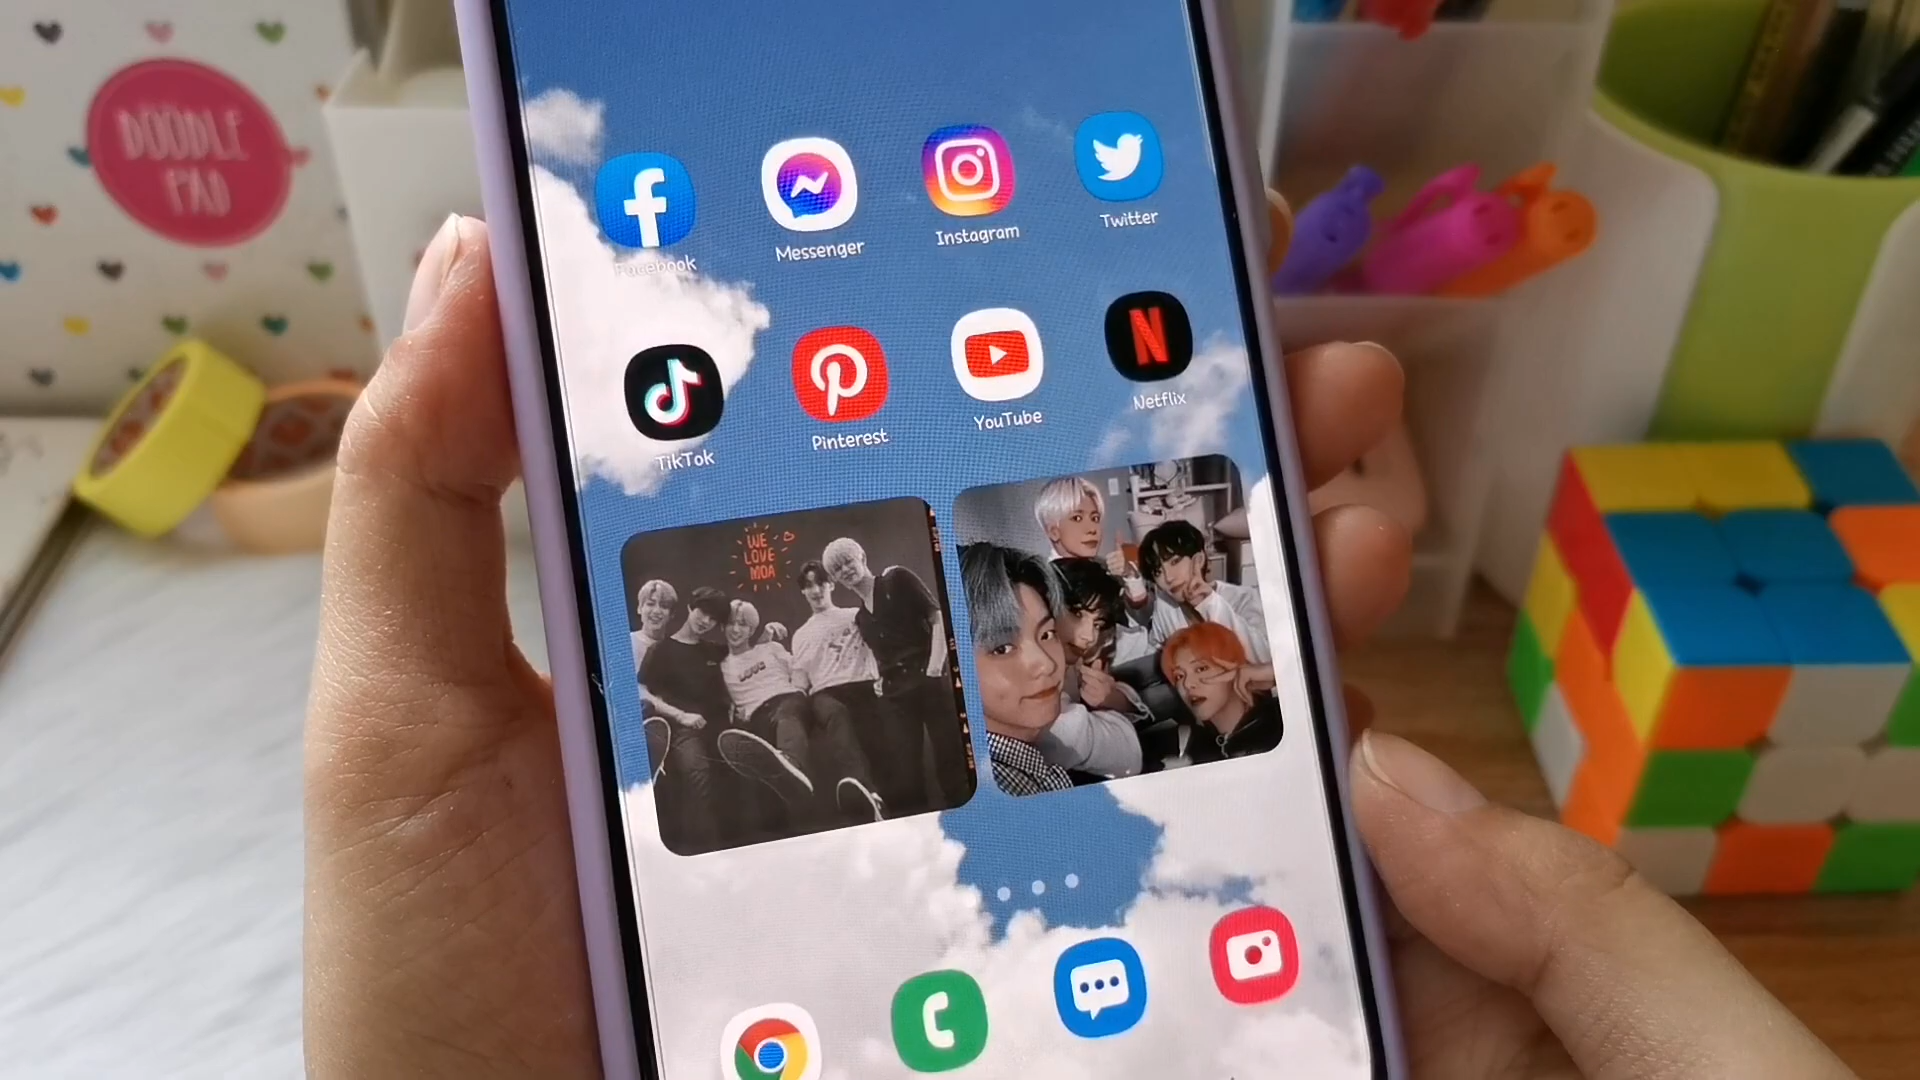 DOODLE
PAD
Facebook
Messenger
Instagram
Twitter
TikTok
Pinterest
YouTube
Netflix
WE
LOVE
MOA